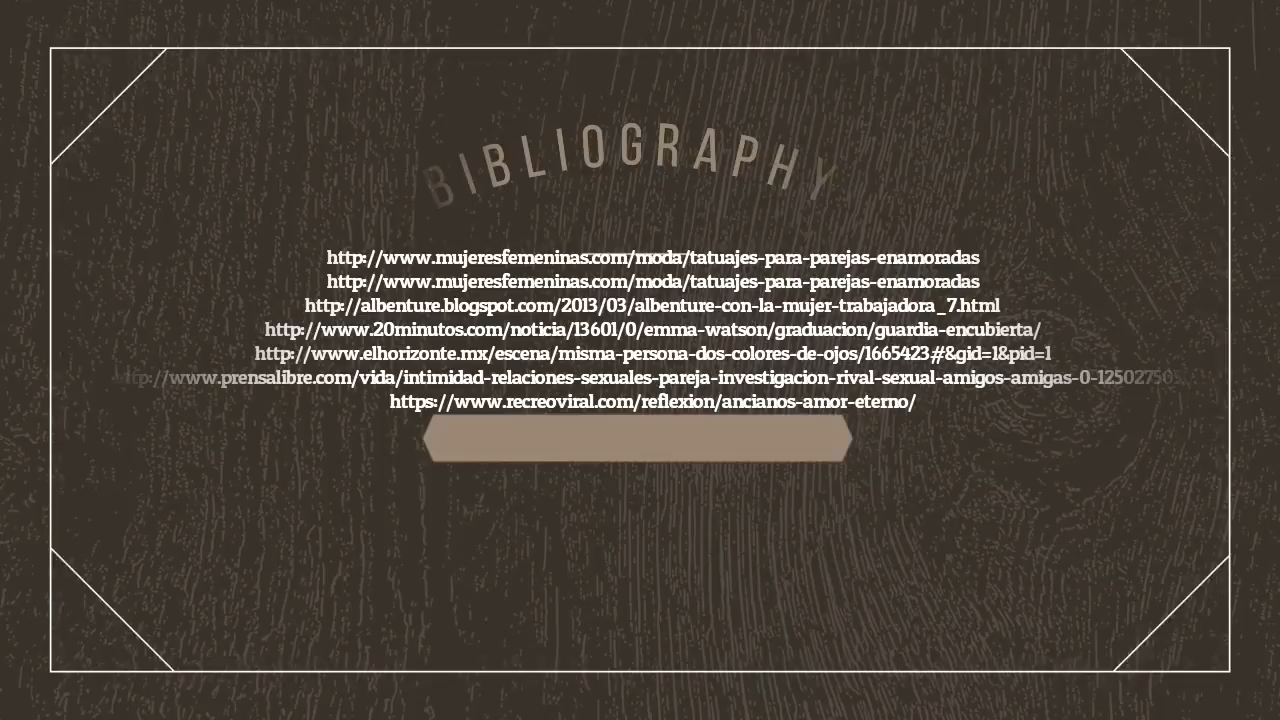 BIBLIOGRAPHY
http://www.mujeresfemeninas.com/moda/tatuajes-para-parejas-enamoradas
http://www.mujeresfemeninas.com/moda/tatuajes-para-parejas-enamoradas
http://albenture.blogspot.com/2013/03/albenture-con-la-mujer-trabajadora_7.html
http://www.20minutos.com/noticia/13601/0/emma-watson/graduacion/guardia-encubierta/
http://www.elhorizonte.mx/escena/misma-persona-dos-colores-de-ojos/1665423#&gid=1&pid=1
http://www.prensalibre.com/vida/intimidad-relaciones-sexuales-pareja-investigacion-rival-sexual-amigos-amigas-0-125027505
https://www.recreoviral.com/reflexion/ancianos-amor-eterno/